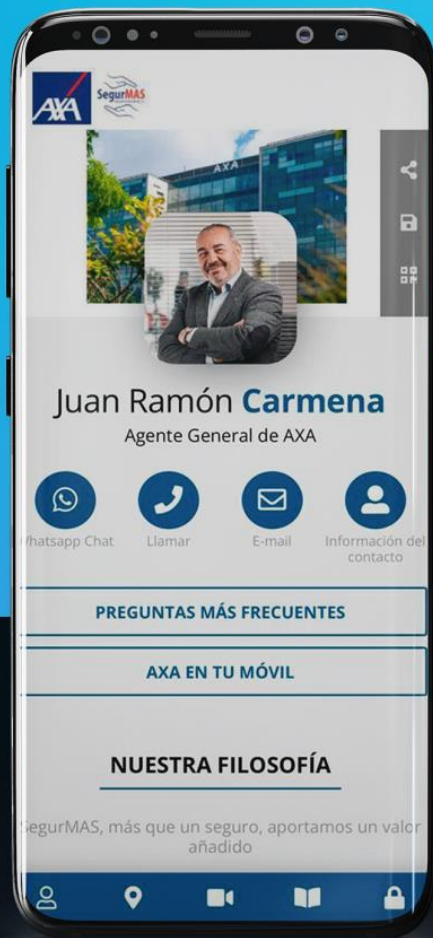 AXA
SegurMAS
AXA
Juan Ramón Carmena
Agente General de AXA
Whatsapp Chat
Llamar
E-mail
Información del
contacto
PREGUNTAS MÁS FRECUENTES
AXA EN TU MÓVIL
NUESTRA FILOSOFÍA
SegurMAS, más que un seguro, aportamos un valor
añadido